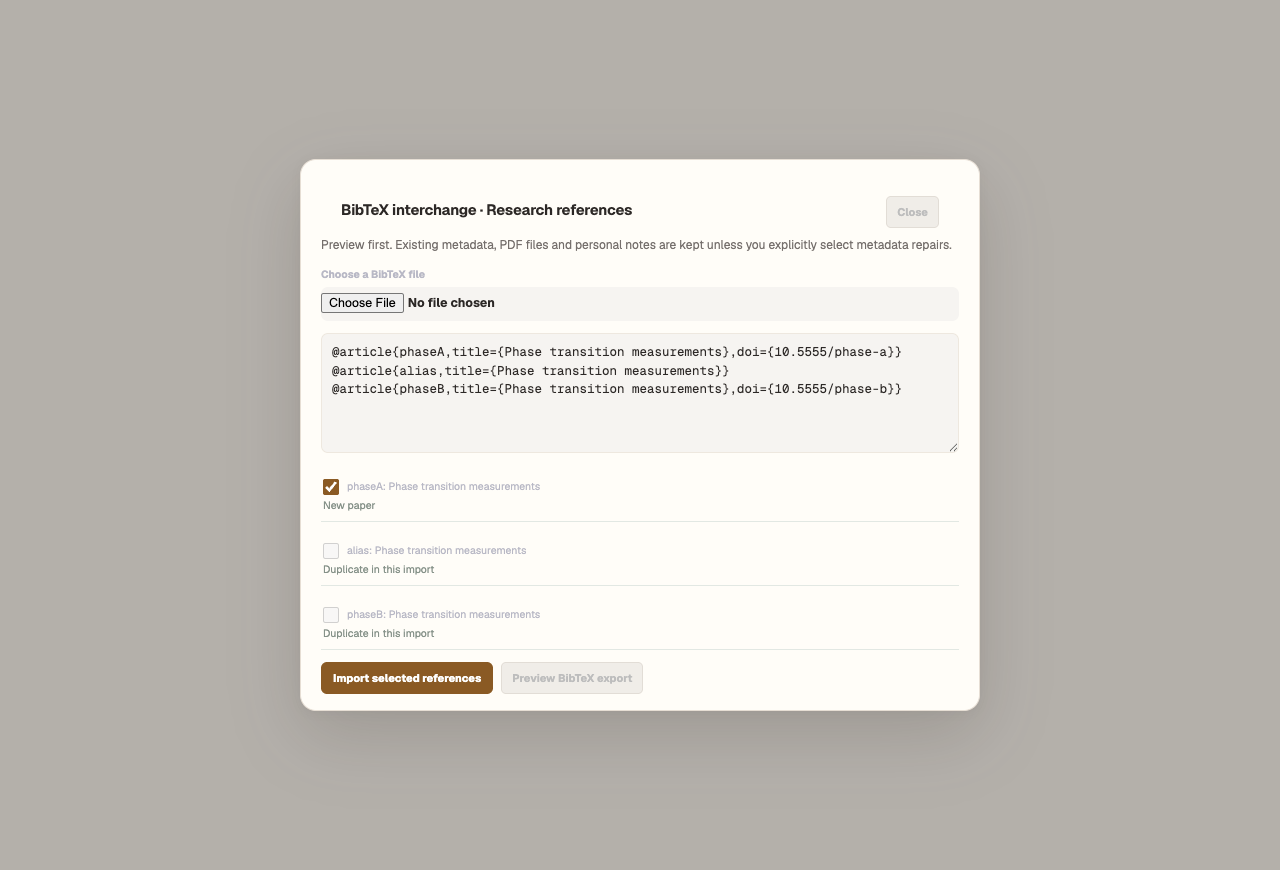 BibTeX interchange · Research references
Close
Preview first. Existing metadata, PDF files and personal notes are kept unless you explicitly select metadata repairs.
Choose a BibTeX file
Choose File No file chosen
@article{phaseA,title={Phase transition measurements},doi={10.5555/phase-a}}
@article{alias,title={Phase transition measurements}}
@article{phaseB,title={Phase transition measurements},doi={10.5555/phase-b}}
phaseA: Phase transition measurements
New paper
alias: Phase transition measurements
Duplicate in this import
phaseB: Phase transition measurements
Duplicate in this import
Import selected references
Preview BibTeX export